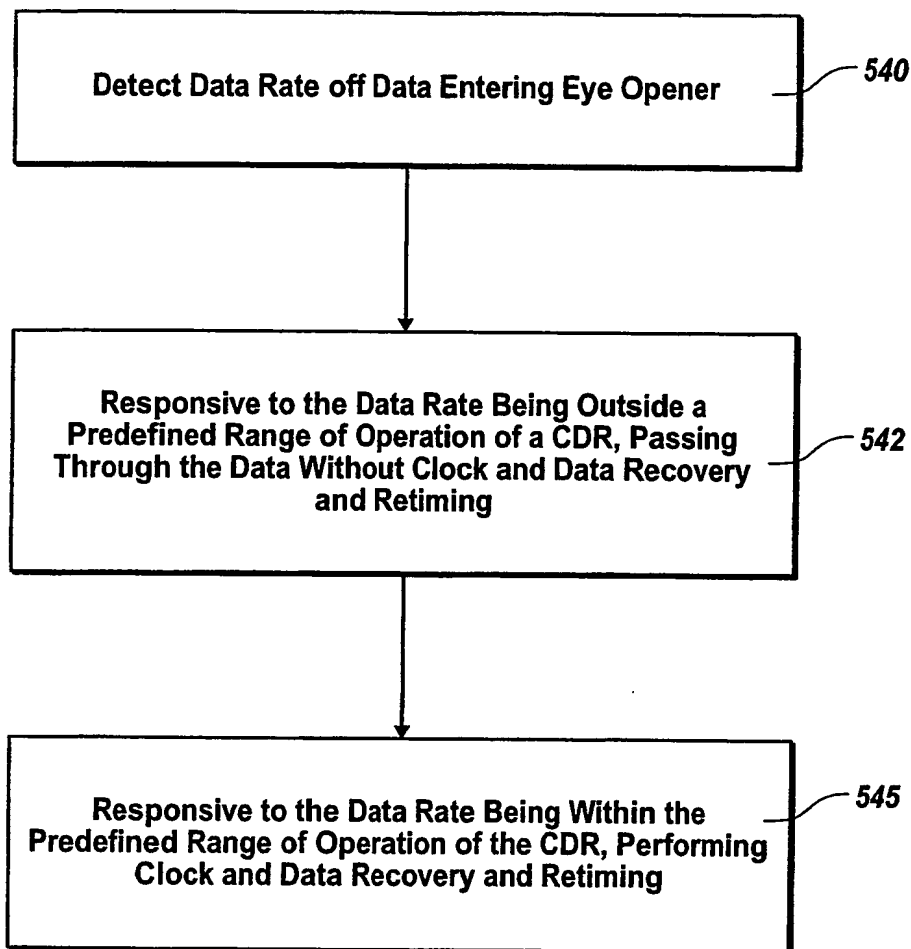 Detect Data Rate off Data Entering Eye Opener
540
Responsive to the Data Rate Being Outside a
Predefined Range of Operation of a CDR, Passing
Through the Data Without Clock and Data Recovery
and Retiming
542
Responsive to the Data Rate Being Within the
Predefined Range of Operation of the CDR, Performing
Clock and Data Recovery and Retiming
545